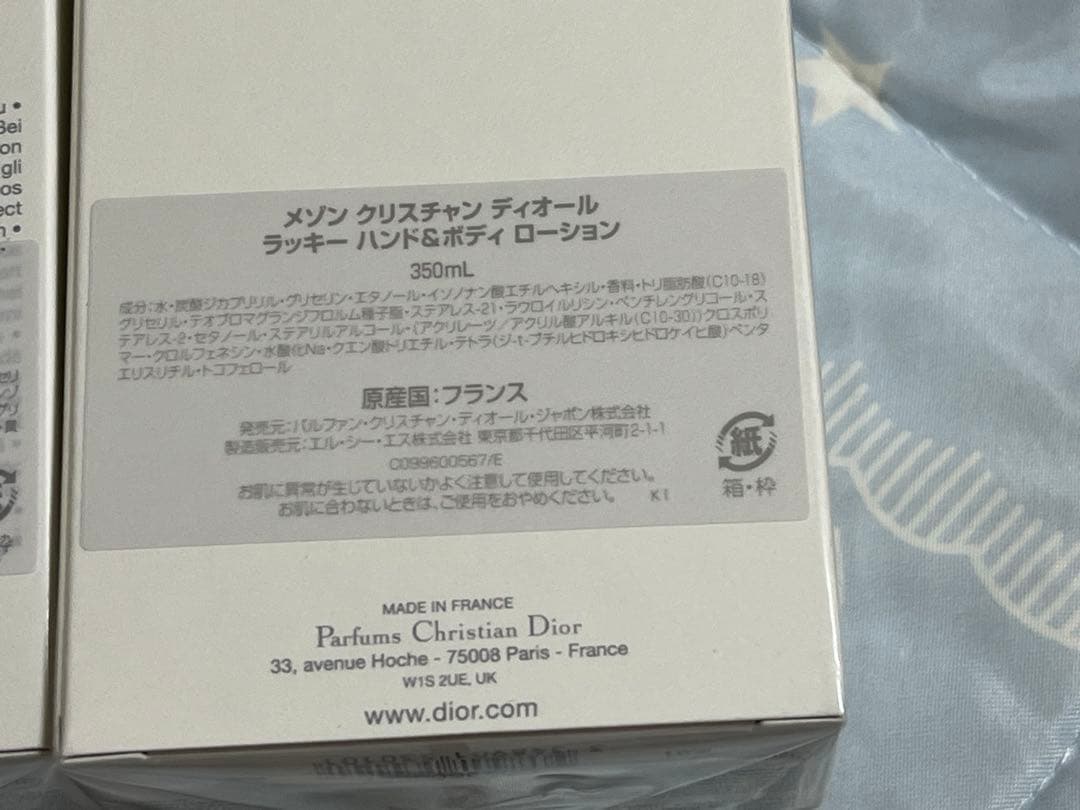 メゾン クリスチャン ディオール
ラッキー ハンド&ボディ ローション
350mL
成分:水・炭酸ジカプリリル・グリセリン・エタノール・イソノナン酸エチルヘキシル・香料・トリ脂肪酸(C10-18)
グリセリル・テオブロマグランジフロルム種子脂・ステアレス-21・ラウロイルリシン・ペンチレングリコール・ス
テアレス-2・セタノール・ステアリルアルコール・(アクリレーツ/アクリル酸アルキル(C10-30))クロスポリ
マー・クロルフェネシン・水酸化Na・クエン酸トリエチル・テトラ(ジ-t-ブチルヒドロキシヒドロケイヒ酸)ペンタ
エリスリチル・トコフェロール
原産国:フランス
発売元:パルファン・クリスチャン・ディオール・ジャポン株式会社
製造販売元:エル・シー・エス株式会社 東京都千代田区平河町2-1-1
C099600567/E
お肌に異常が生じていないかよく注意して使用してください。
お肌に合わないときは、ご使用をおやめください。 K1
紙
箱・枠
MADE IN FRANCE
Parfums Christian Dior
33, avenue Hoche - 75008 Paris - France
W1S 2UE, UK
www.dior.com
Bei
on
gli
os
ect